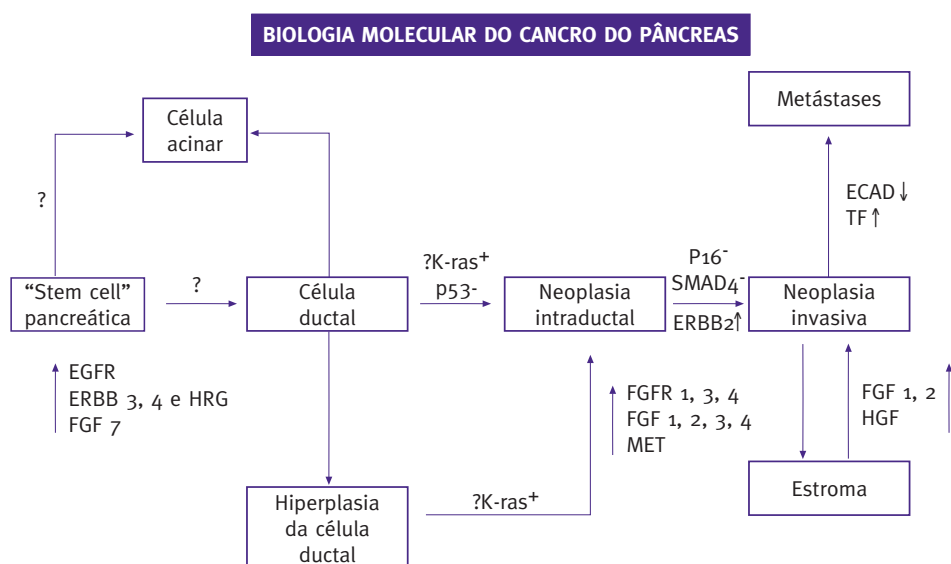 BIOLOGIA MOLECULAR DO CANCRO DO PÂNCREAS
Metástases
Célula
acinar
?
ECAD ↓
TF ↑
"Stem cell"
pancreática
?
Célula
ductal
?K-ras⁺
p53-
Neoplasia
intraductal
P16⁻
SMAD4⁻
ERBB2↑
Neoplasia
invasiva
↑ EGFR
ERBB 3, 4 e HRG
FGF 7
↑ FGFR 1, 3, 4
FGF 1, 2, 3, 4
MET
FGF 1, 2 ↑
HGF
Hiperplasia
da célula
ductal
?K-ras⁺
Estroma